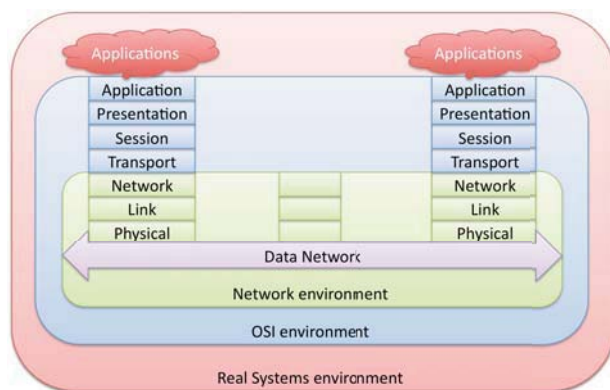 Applications
Applications
Application
Application
Presentation
Presentation
Session
Session
Transport
Transport
Network
Network
Link
Link
Physical
Physical
Data Network
Network environment
OSI environment
Real Systems environment